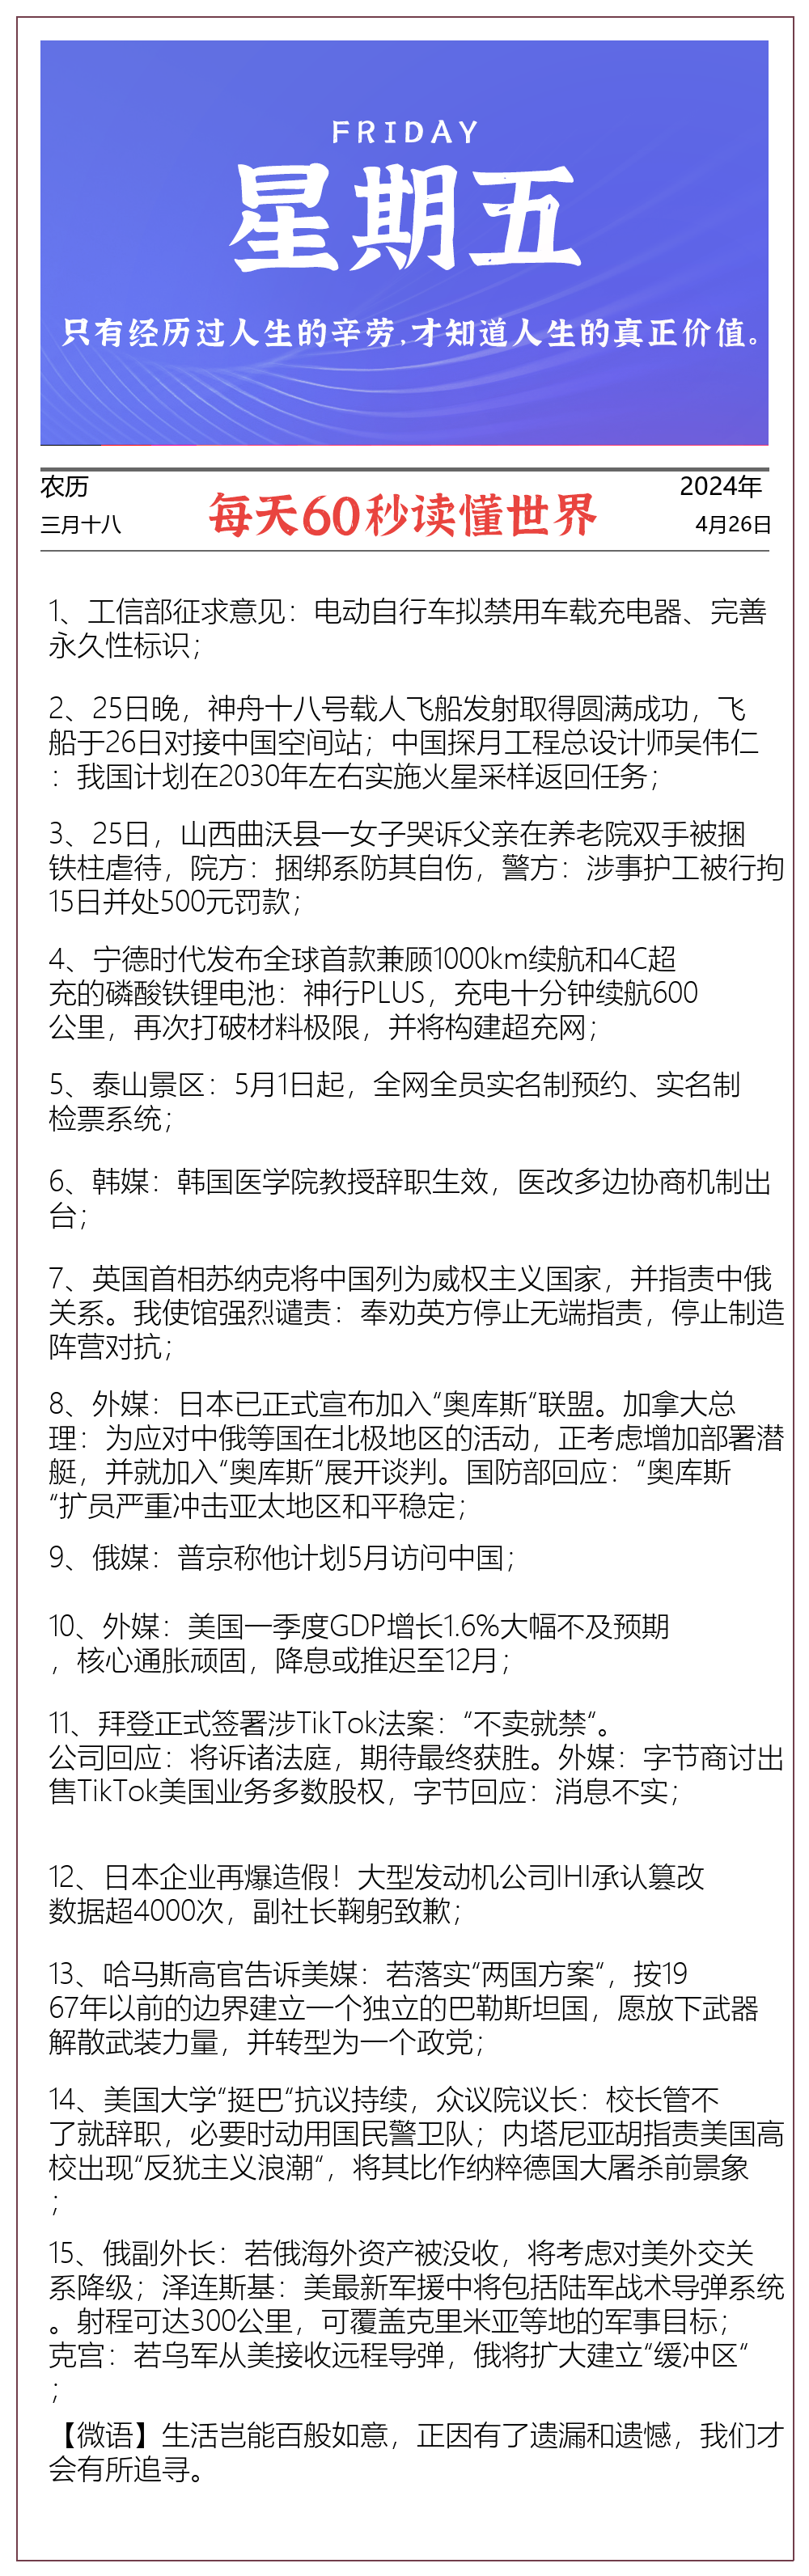 FRIDAY
星期五
只有经历过人生的辛劳,才知道人生的真正价值。
农历
2024年
每天60秒读懂世界
三月十八
4月26日
1、工信部征求意见：电动自行车拟禁用车载充电器、完善
永久性标识；
2、25日晚，神舟十八号载人飞船发射取得圆满成功，飞
船于26日对接中国空间站；中国探月工程总设计师吴伟仁
：我国计划在2030年左右实施火星采样返回任务；
3、25日，山西曲沃县一女子哭诉父亲在养老院双手被捆
铁柱虐待，院方：捆绑系防其自伤，警方：涉事护工被行拘
15日并处500元罚款；
4、宁德时代发布全球首款兼顾1000km续航和4C超
充的磷酸铁锂电池：神行PLUS，充电十分钟续航600
公里，再次打破材料极限，并将构建超充网；
5、泰山景区：5月1日起，全网全员实名制预约、实名制
检票系统；
6、韩媒：韩国医学院教授辞职生效，医改多边协商机制出
台；
7、英国首相苏纳克将中国列为威权主义国家，并指责中俄
关系。我使馆强烈谴责：奉劝英方停止无端指责，停止制造
阵营对抗；
8、外媒：日本已正式宣布加入“奥库斯“联盟。加拿大总
理：为应对中俄等国在北极地区的活动，正考虑增加部署潜
艇，并就加入“奥库斯“展开谈判。国防部回应：“奥库斯
“扩员严重冲击亚太地区和平稳定；
9、俄媒：普京称他计划5月访问中国；
10、外媒：美国一季度GDP增长1.6%大幅不及预期
，核心通胀顽固，降息或推迟至12月；
11、拜登正式签署涉TikTok法案：“不卖就禁“。
公司回应：将诉诸法庭，期待最终获胜。外媒：字节商讨出
售TikTok美国业务多数股权，字节回应：消息不实；
12、日本企业再爆造假！大型发动机公司IHI承认篡改
数据超4000次，副社长鞠躬致歉；
13、哈马斯高官告诉美媒：若落实“两国方案“，按19
67年以前的边界建立一个独立的巴勒斯坦国，愿放下武器
解散武装力量，并转型为一个政党；
14、美国大学“挺巴“抗议持续，众议院议长：校长管不
了就辞职，必要时动用国民警卫队；内塔尼亚胡指责美国高
校出现“反犹主义浪潮“，将其比作纳粹德国大屠杀前景象
；
15、俄副外长：若俄海外资产被没收，将考虑对美外交关
系降级；泽连斯基：美最新军援中将包括陆军战术导弹系统
。射程可达300公里，可覆盖克里米亚等地的军事目标；
克宫：若乌军从美接收远程导弹，俄将扩大建立“缓冲区“
；
【微语】生活岂能百般如意，正因有了遗漏和遗憾，我们才
会有所追寻。